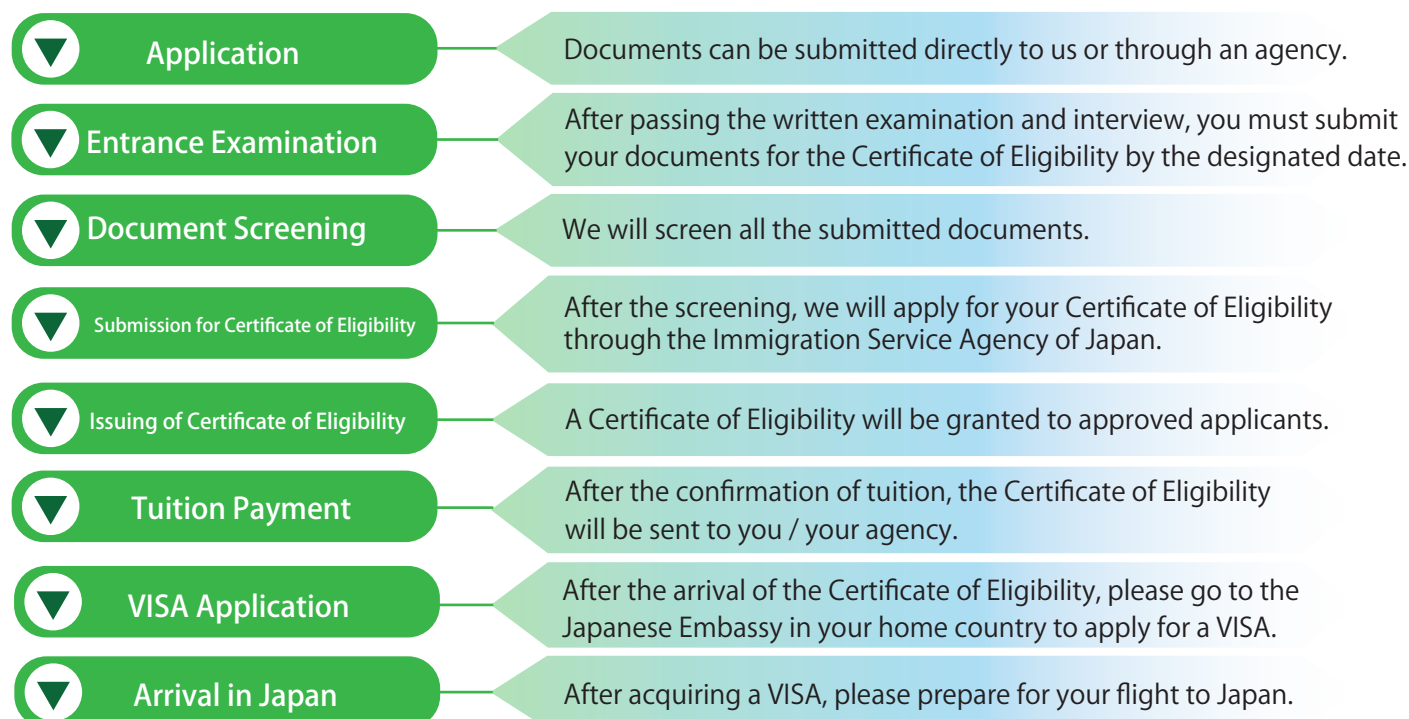 Application
Documents can be submitted directly to us or through an agency.
Entrance Examination
After passing the written examination and interview, you must submit
your documents for the Certificate of Eligibility by the designated date.
Document Screening
We will screen all the submitted documents.
Submission for Certificate of Eligibility
After the screening, we will apply for your Certificate of Eligibility
through the Immigration Service Agency of Japan.
Issuing of Certificate of Eligibility
A Certificate of Eligibility will be granted to approved applicants.
Tuition Payment
After the confirmation of tuition, the Certificate of Eligibility
will be sent to you / your agency.
VISA Application
After the arrival of the Certificate of Eligibility, please go to the
Japanese Embassy in your home country to apply for a VISA.
Arrival in Japan
After acquiring a VISA, please prepare for your flight to Japan.